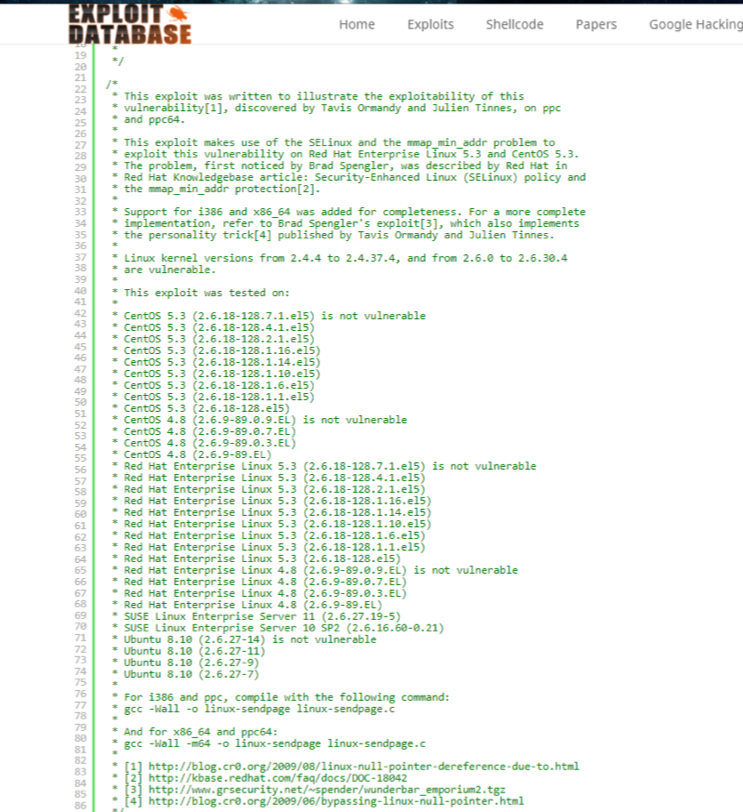 EXPLOIT
DATABASE
Home Exploits Shellcode Papers Google Hacking
19 *
20 */
21
22 /*
23 * This exploit was written to illustrate the exploitability of this
24 * vulnerability[1], discovered by Tavis Ormandy and Julien Tinnes, on ppc
25 * and ppc64.
26 *
27 * This exploit makes use of the SELinux and the mmap_min_addr problem to
28 * exploit this vulnerability on Red Hat Enterprise Linux 5.3 and CentOS 5.3.
29 * The problem, first noticed by Brad Spengler, was described by Red Hat in
30 * Red Hat Knowledgebase article: Security-Enhanced Linux (SELinux) policy and
31 * the mmap_min_addr protection[2].
32 *
33 * Support for i386 and x86_64 was added for completeness. For a more complete
34 * implementation, refer to Brad Spengler's exploit[3], which also implements
35 * the personality trick[4] published by Tavis Ormandy and Julien Tinnes.
36 *
37 * Linux kernel versions from 2.4.4 to 2.4.37.4, and from 2.6.0 to 2.6.30.4
38 * are vulnerable.
39 *
40 * This exploit was tested on:
41 *
42 * CentOS 5.3 (2.6.18-128.7.1.el5) is not vulnerable
43 * CentOS 5.3 (2.6.18-128.4.1.el5)
44 * CentOS 5.3 (2.6.18-128.2.1.el5)
45 * CentOS 5.3 (2.6.18-128.1.16.el5)
46 * CentOS 5.3 (2.6.18-128.1.14.el5)
47 * CentOS 5.3 (2.6.18-128.1.10.el5)
48 * CentOS 5.3 (2.6.18-128.1.6.el5)
49 * CentOS 5.3 (2.6.18-128.1.1.el5)
50 * CentOS 5.3 (2.6.18-128.el5)
51 * CentOS 4.8 (2.6.9-89.0.9.EL) is not vulnerable
52 * CentOS 4.8 (2.6.9-89.0.7.EL)
53 * CentOS 4.8 (2.6.9-89.0.3.EL)
54 * CentOS 4.8 (2.6.9-89.EL)
55 * Red Hat Enterprise Linux 5.3 (2.6.18-128.7.1.el5) is not vulnerable
56 * Red Hat Enterprise Linux 5.3 (2.6.18-128.4.1.el5)
57 * Red Hat Enterprise Linux 5.3 (2.6.18-128.2.1.el5)
58 * Red Hat Enterprise Linux 5.3 (2.6.18-128.1.16.el5)
59 * Red Hat Enterprise Linux 5.3 (2.6.18-128.1.14.el5)
60 * Red Hat Enterprise Linux 5.3 (2.6.18-128.1.10.el5)
61 * Red Hat Enterprise Linux 5.3 (2.6.18-128.1.6.el5)
62 * Red Hat Enterprise Linux 5.3 (2.6.18-128.1.1.el5)
63 * Red Hat Enterprise Linux 5.3 (2.6.18-128.el5)
64 * Red Hat Enterprise Linux 4.8 (2.6.9-89.0.9.EL) is not vulnerable
65 * Red Hat Enterprise Linux 4.8 (2.6.9-89.0.7.EL)
66 * Red Hat Enterprise Linux 4.8 (2.6.9-89.0.3.EL)
67 * Red Hat Enterprise Linux 4.8 (2.6.9-89.EL)
68 * SUSE Linux Enterprise Server 11 (2.6.27.19-5)
69 * SUSE Linux Enterprise Server 10 SP2 (2.6.16.60-0.21)
70 * Ubuntu 8.10 (2.6.27-14) is not vulnerable
71 * Ubuntu 8.10 (2.6.27-11)
72 * Ubuntu 8.10 (2.6.27-9)
73 * Ubuntu 8.10 (2.6.27-7)
74 *
75 * For i386 and ppc, compile with the following command:
76 * gcc -Wall -o linux-sendpage linux-sendpage.c
77 *
78 * And for x86_64 and ppc64:
79 * gcc -Wall -m64 -o linux-sendpage linux-sendpage.c
80 *
81 * [1] http://blog.cr0.org/2009/08/linux-null-pointer-dereference-due-to.html
82 * [2] http://kbase.redhat.com/faq/docs/DOC-18042
83 * [3] http://www.grsecurity.net/~spender/wunderbar_emporium2.tgz
84 * [4] http://blog.cr0.org/2009/06/bypassing-linux-null-pointer.html
85
86